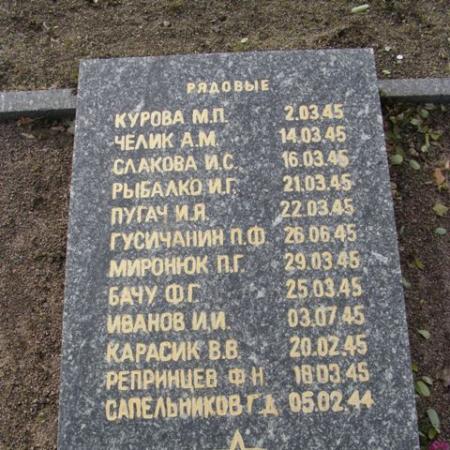 РЯДОВЫЕ
КУРОВА М.П. 2.03.45
ЧЕЛИК А.М. 14.03.45
СЛАКОВА И.С. 16.03.45
РЫБАЛКО И.Г. 21.03.45
ПУГАЧ И.Я. 22.03.45
ГУСИЧАНИН П.Ф. 26.06.45
МИРОНЮК П.Г. 29.03.45
БАЧУ Ф.Г. 25.03.45
ИВАНОВ И.И. 03.07.45
КАРАСИК В.В. 20.02.45
РЕПРИНЦЕВ Ф.Н. 18.03.45
САПЕЛЬНИКОВ Г.Д. 05.02.44